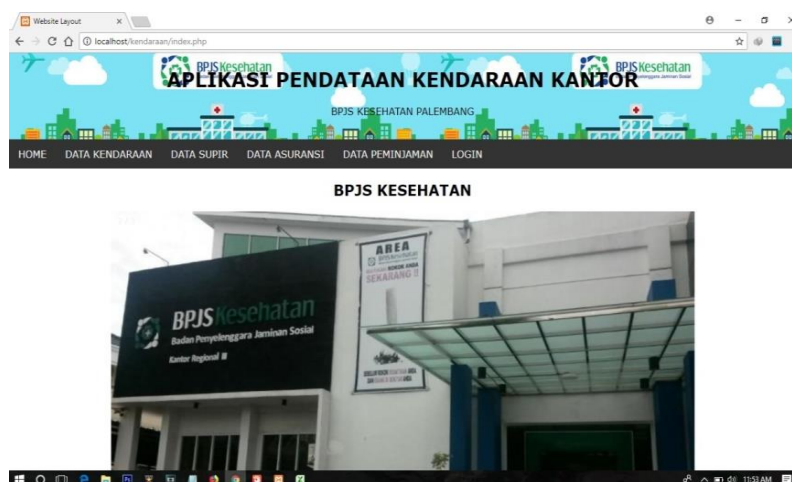 Website Layout
localhost/kendaraan/index.php
BPJS Kesehatan
BPJS Kesehatan
APLIKASI PENDATAAN KENDARAAN KANTOR
BPJS KESEHATAN PALEMBANG
HOME DATA KENDARAAN DATA SUPIR DATA ASURANSI DATA PEMINJAMAN LOGIN
BPJS KESEHATAN
AREA
SEKARANG !!
BPJS Kesehatan
Badan Penyelenggara Jaminan Sosial
Kantor Regional III
11:53 AM